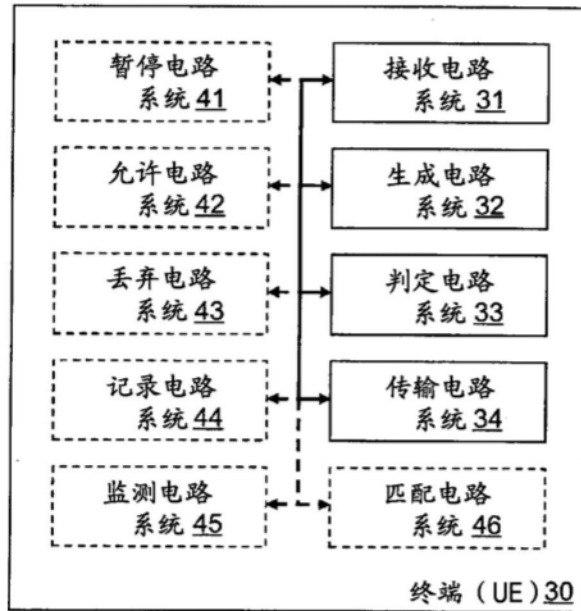 暂停电路
系统 41
接收电路
系统 31
允许电路
系统 42
生成电路
系统 32
丢弃电路
系统 43
判定电路
系统 33
记录电路
系统 44
传输电路
系统 34
监测电路
系统 45
匹配电路
系统 46
终端（UE）30